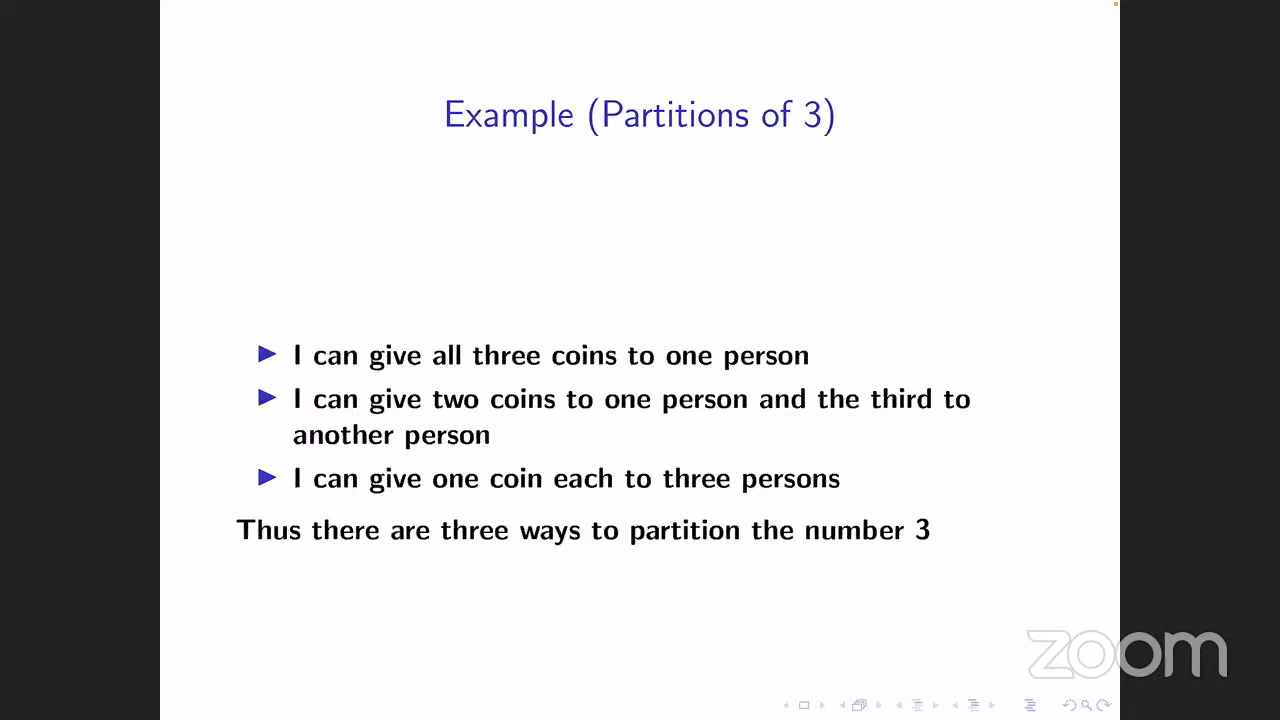 Example (Partitions of 3)
I can give all three coins to one person
I can give two coins to one person and the third to
another person
I can give one coin each to three persons
Thus there are three ways to partition the number 3
zoom